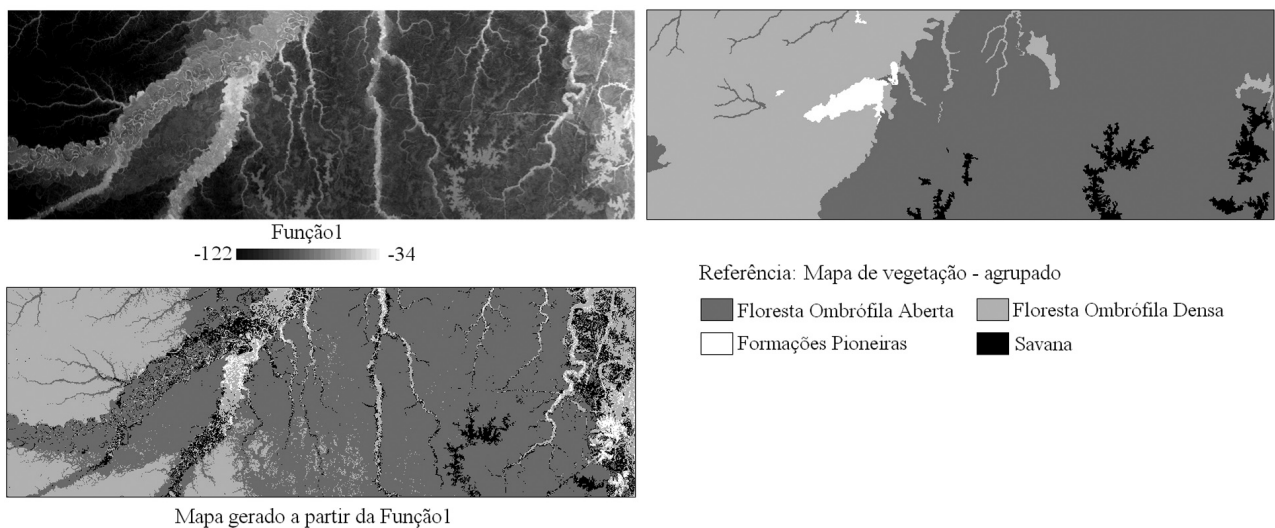 Função1
-122 -34
Referência: Mapa de vegetação - agrupado
Floresta Ombrófila Aberta
Floresta Ombrófila Densa
Formações Pioneiras
Savana
Mapa gerado a partir da Função1